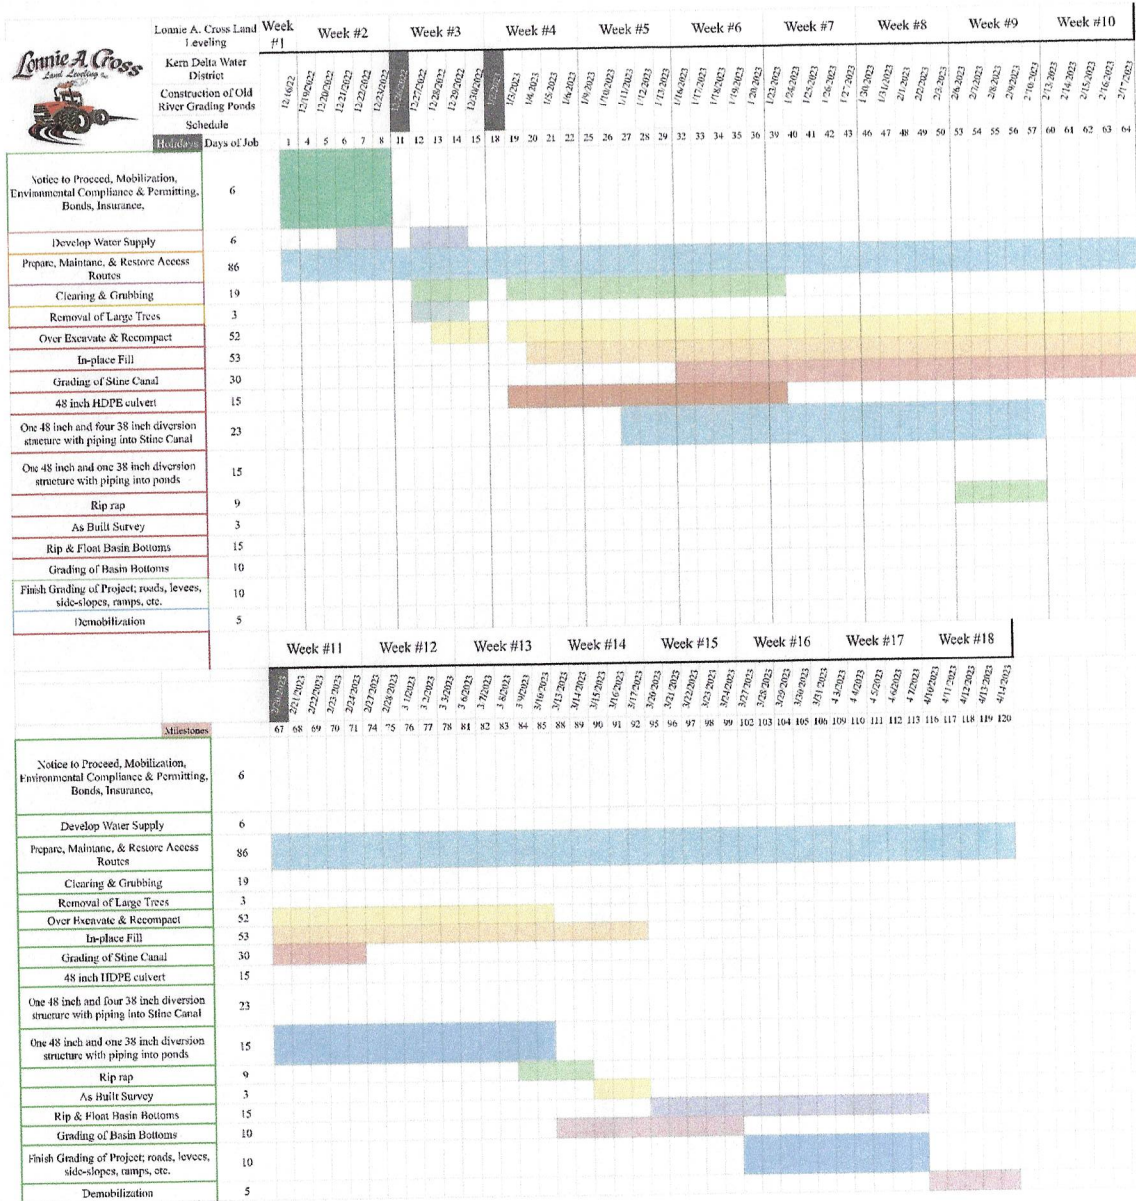 Lonnie A. Cross
Land Leveling
Lonnie A. Cross Land Leveling
Kern Delta Water District
Construction of Old River Grading Ponds
Schedule
Holidays Days of Job
Week #1 Week #2 Week #3 Week #4 Week #5 Week #6 Week #7 Week #8 Week #9 Week #10
12/16/22 12/19/2022 12/20/2022 12/21/2022 12/22/2022 12/23/2022 12/27/2022 12/28/2022 12/29/2022 12/30/2022 1/3/2023 1/4/2023 1/5/2023 1/6/2023 1/9/2023 1/10/2023 1/11/2023 1/12/2023 1/13/2023 1/16/2023 1/17/2023 1/18/2023 1/19/2023 1/20/2023 1/23/2023 1/24/2023 1/25/2023 1/26/2023 1/27/2023 1/30/2023 1/31/2023 2/1/2023 2/2/2023 2/3/2023 2/6/2023 2/7/2023 2/8/2023 2/9/2023 2/10/2023 2/13/2023 2/14/2023 2/15/2023 2/16/2023 2/17/2023
1 4 5 6 7 8 11 12 13 14 15 18 19 20 21 22 25 26 27 28 29 32 33 34 35 36 39 40 41 42 43 46 47 48 49 50 53 54 55 56 57 60 61 62 63 64
Notice to Proceed, Mobilization, Environmental Compliance & Permitting, Bonds, Insurance, 6
Develop Water Supply 6
Prepare, Maintane, & Restore Access Routes 86
Clearing & Grubbing 19
Removal of Large Trees 3
Over Excavate & Recompact 52
In-place Fill 53
Grading of Stine Canal 30
48 inch HDPE culvert 15
One 48 inch and four 38 inch diversion structure with piping into Stine Canal 23
One 48 inch and one 38 inch diversion structure with piping into ponds 15
Rip rap 9
As Built Survey 3
Rip & Float Basin Bottoms 15
Grading of Basin Bottoms 10
Finish Grading of Project; roads, levees, side-slopes, ramps, etc. 10
Demobilization 5
Week #11 Week #12 Week #13 Week #14 Week #15 Week #16 Week #17 Week #18
2/20/2023 2/21/2023 2/22/2023 2/23/2023 2/24/2023 2/27/2023 2/28/2023 3/1/2023 3/2/2023 3/3/2023 3/6/2023 3/7/2023 3/8/2023 3/9/2023 3/10/2023 3/13/2023 3/14/2023 3/15/2023 3/16/2023 3/17/2023 3/20/2023 3/21/2023 3/22/2023 3/23/2023 3/24/2023 3/27/2023 3/28/2023 3/29/2023 3/30/2023 3/31/2023 4/3/2023 4/4/2023 4/5/2023 4/6/2023 4/7/2023 4/10/2023 4/11/2023 4/12/2023 4/13/2023 4/14/2023
Milestones
67 68 69 70 71 74 75 76 77 78 81 82 83 84 85 88 89 90 91 92 95 96 97 98 99 102 103 104 105 106 109 110 111 112 113 116 117 118 119 120
Notice to Proceed, Mobilization, Environmental Compliance & Permitting, Bonds, Insurance, 6
Develop Water Supply 6
Prepare, Maintane, & Restore Access Routes 86
Clearing & Grubbing 19
Removal of Large Trees 3
Over Excavate & Recompact 52
In-place Fill 53
Grading of Stine Canal 30
48 inch HDPE culvert 15
One 48 inch and four 38 inch diversion structure with piping into Stine Canal 23
One 48 inch and one 38 inch diversion structure with piping into ponds 15
Rip rap 9
As Built Survey 3
Rip & Float Basin Bottoms 15
Grading of Basin Bottoms 10
Finish Grading of Project; roads, levees, side-slopes, ramps, etc. 10
Demobilization 5